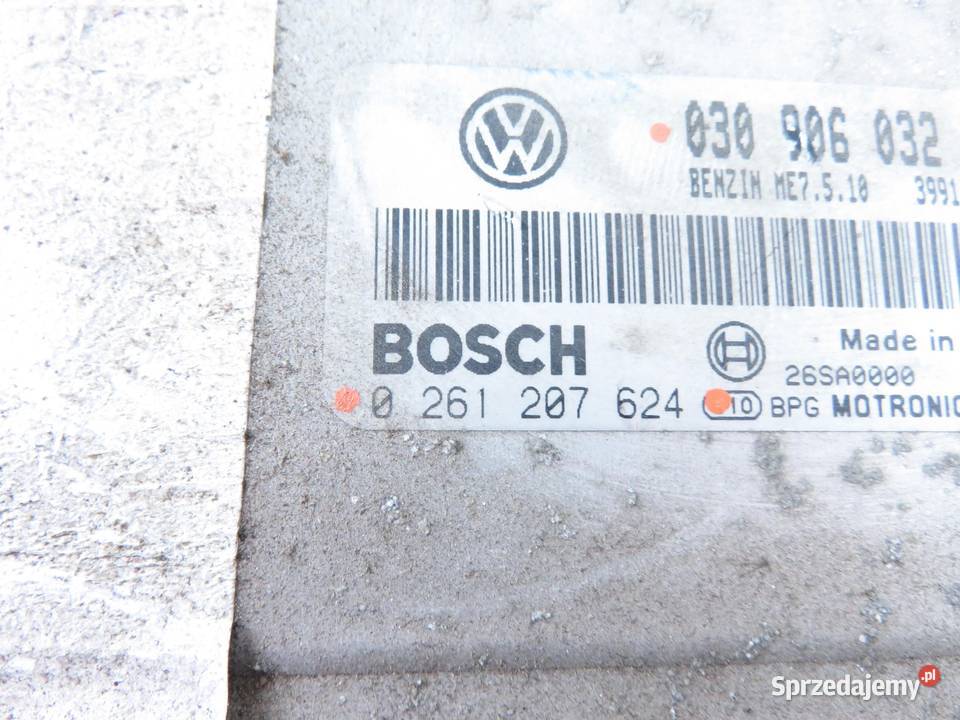 030 906 032
BENZIN ME7.5.10 3991
BOSCH
Made in
26SA0000
0 261 207 624 10 BPG MOTRONIC
Sprzedajemy.pl